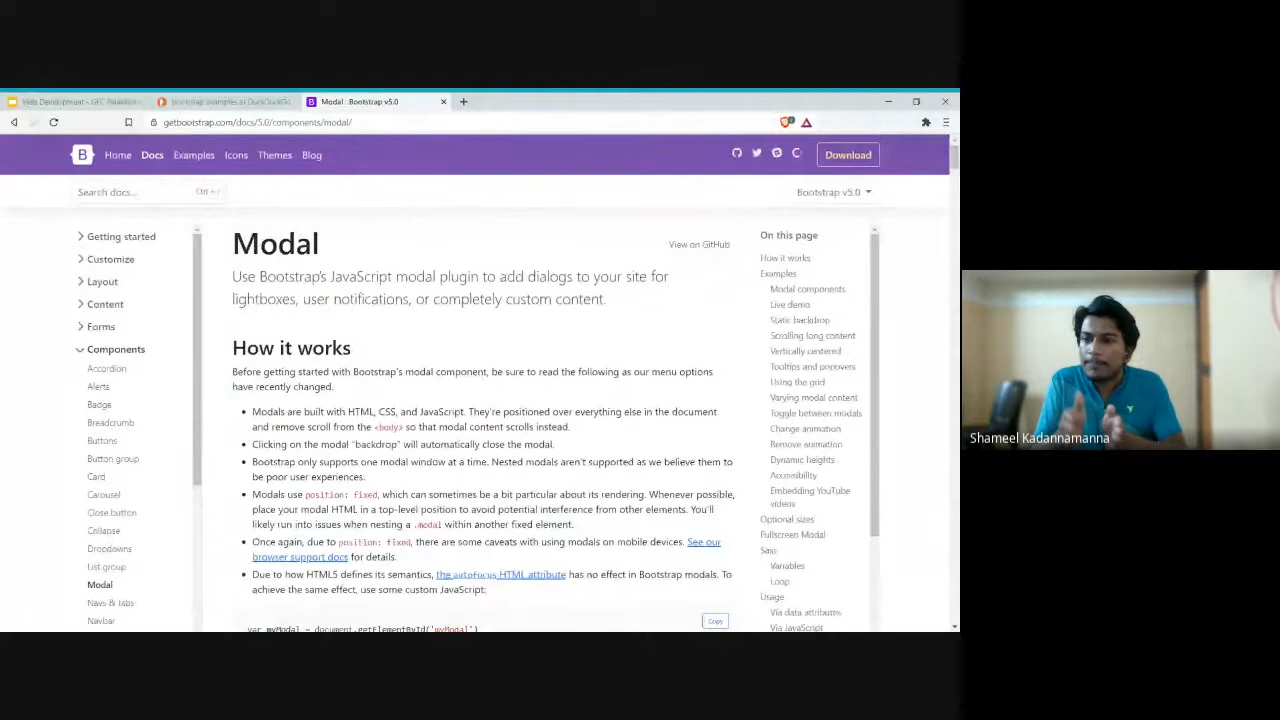 Web Development - GEC Palakkad
bootstrap examples at DuckDuckGo
Modal · Bootstrap v5.0
getbootstrap.com/docs/5.0/components/modal/
B
Home
Docs
Examples
Icons
Themes
Blog
Download
Search docs...
Ctrl + /
Bootstrap v5.0
Getting started
Customize
Layout
Content
Forms
Components
Accordion
Alerts
Badge
Breadcrumb
Buttons
Button group
Card
Carousel
Close button
Collapse
Dropdowns
List group
Modal
Navs & tabs
Navbar
Modal
View on GitHub
Use Bootstrap's JavaScript modal plugin to add dialogs to your site for
lightboxes, user notifications, or completely custom content.
How it works
Before getting started with Bootstrap's modal component, be sure to read the following as our menu options
have recently changed.
• Modals are built with HTML, CSS, and JavaScript. They're positioned over everything else in the document
and remove scroll from the <body> so that modal content scrolls instead.
• Clicking on the modal "backdrop" will automatically close the modal.
• Bootstrap only supports one modal window at a time. Nested modals aren't supported as we believe them to
be poor user experiences.
• Modals use position: fixed, which can sometimes be a bit particular about its rendering. Whenever possible,
place your modal HTML in a top-level position to avoid potential interference from other elements. You'll
likely run into issues when nesting a .modal within another fixed element.
• Once again, due to position: fixed, there are some caveats with using modals on mobile devices. See our
browser support docs for details.
• Due to how HTML5 defines its semantics, the autofocus HTML attribute has no effect in Bootstrap modals. To
achieve the same effect, use some custom JavaScript:
Copy
var myModal = document.getElementById('myModal')
On this page
How it works
Examples
Modal components
Live demo
Static backdrop
Scrolling long content
Vertically centered
Tooltips and popovers
Using the grid
Varying modal content
Toggle between modals
Change animation
Remove animation
Dynamic heights
Accessibility
Embedding YouTube
videos
Optional sizes
Fullscreen Modal
Sass
Variables
Loop
Usage
Via data attributes
Via JavaScript
Shameel Kadannamanna